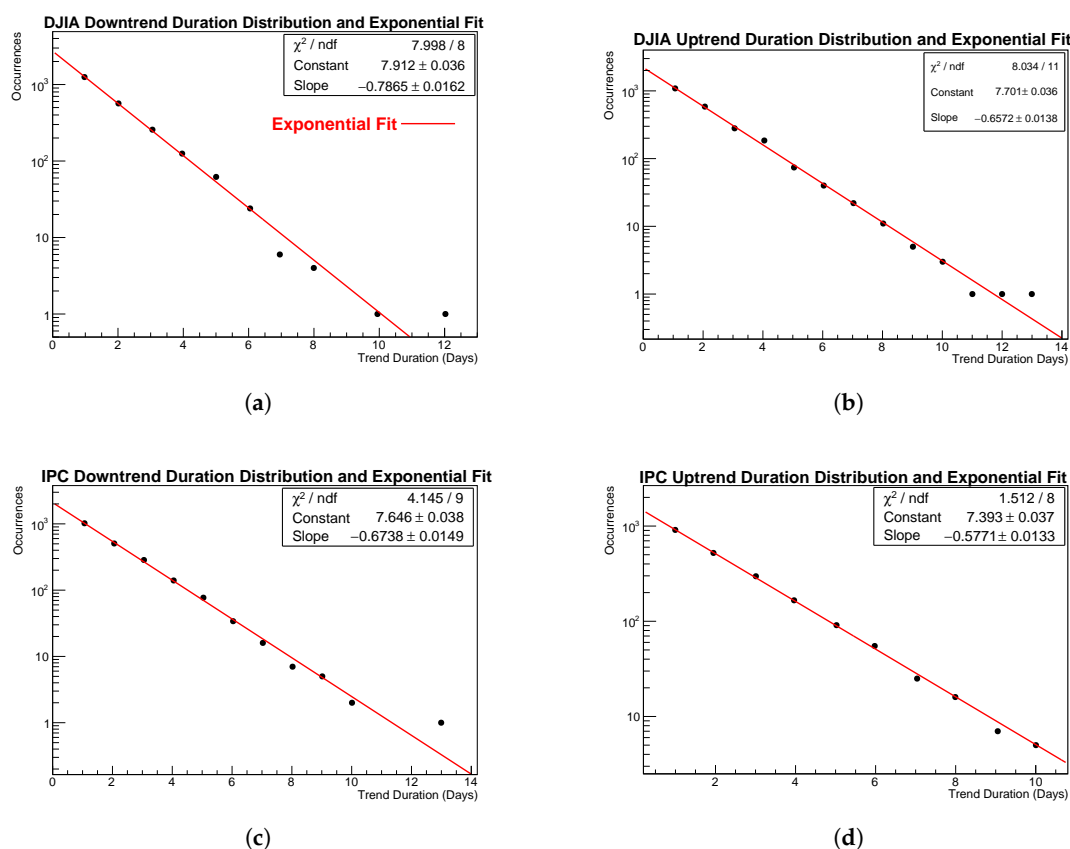 DJIA Downtrend Duration Distribution and Exponential Fit
χ² / ndf 7.998 / 8
Constant 7.912 ± 0.036
Slope −0.7865 ± 0.0162
Exponential Fit
Occurrences
10³
10²
10
1
0 2 4 6 8 10 12
Trend Duration (Days)
(a)
DJIA Uptrend Duration Distribution and Exponential Fit
χ² / ndf 8.034 / 11
Constant 7.701± 0.036
Slope −0.6572 ± 0.0138
Occurrences
10³
10²
10
1
0 2 4 6 8 10 12 14
Trend Duration Days)
(b)
IPC Downtrend Duration Distribution and Exponential Fit
χ² / ndf 4.145 / 9
Constant 7.646 ± 0.038
Slope −0.6738 ± 0.0149
Occurrences
10³
10²
10
1
0 2 4 6 8 10 12 14
Trend Duration (Days)
(c)
IPC Uptrend Duration Distribution and Exponential Fit
χ² / ndf 1.512 / 8
Constant 7.393 ± 0.037
Slope −0.5771 ± 0.0133
Occurrences
10³
10²
10
2 4 6 8 10
Trend Duration (Days)
(d)